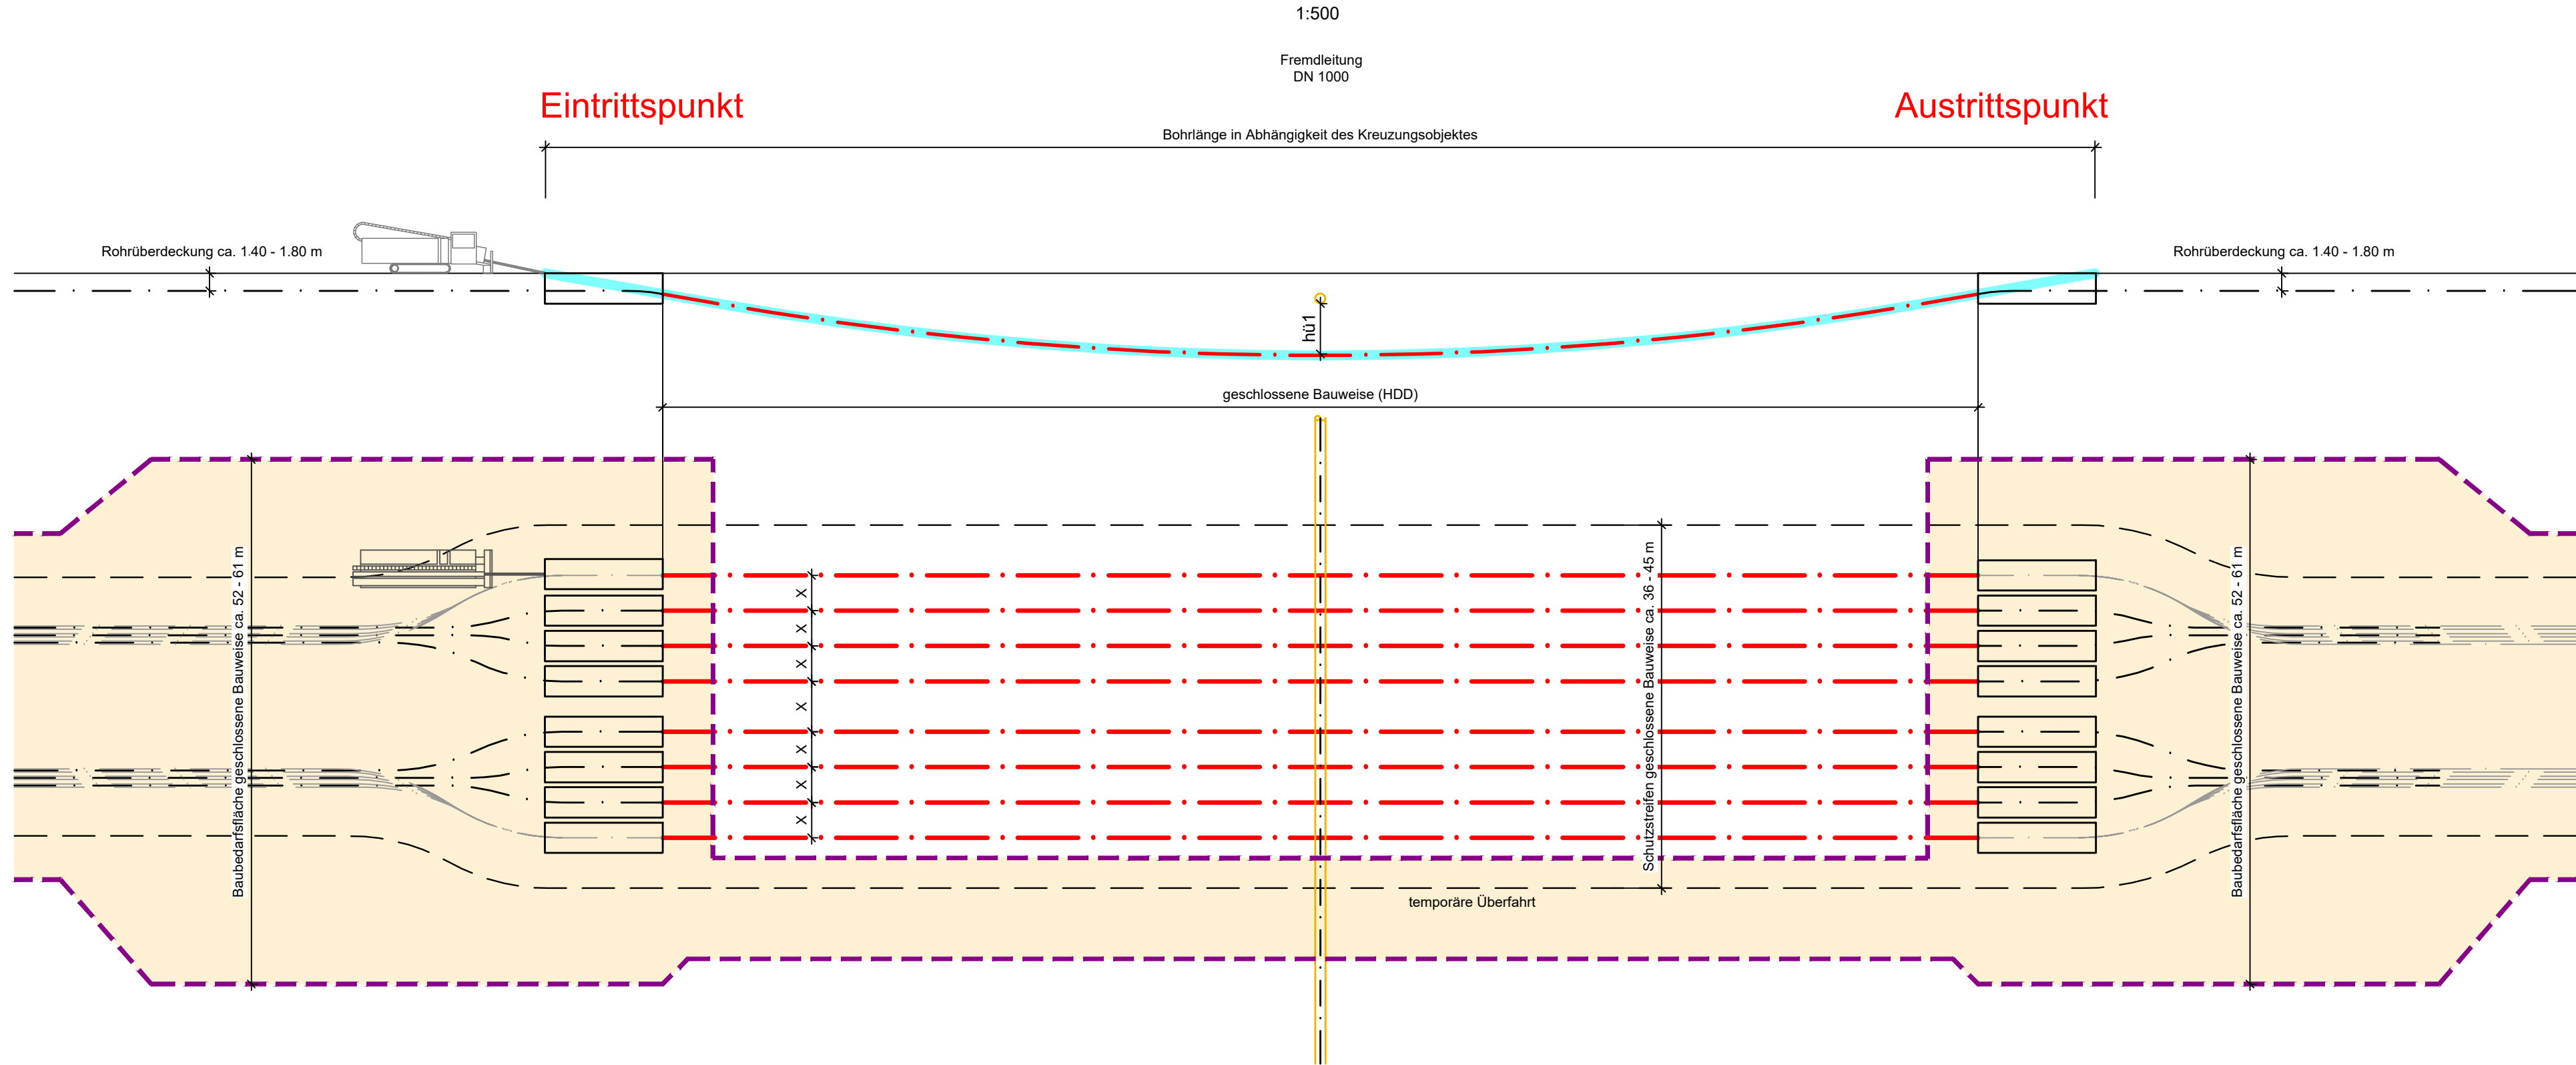 1:500
Fremdleitung
DN 1000
Eintrittspunkt
Austrittspunkt
Bohrlänge in Abhängigkeit des Kreuzungsobjektes
Rohrüberdeckung ca. 1.40 - 1.80 m
Rohrüberdeckung ca. 1.40 - 1.80 m
hü1
geschlossene Bauweise (HDD)
Baubedarfsfläche geschlossene Bauweise ca. 52 - 61 m
X
X
X
X
X
X
X
Schutzstreifen geschlossene Bauweise ca. 36 - 45 m
Baubedarfsfläche geschlossene Bauweise ca. 52 - 61 m
temporäre Überfahrt